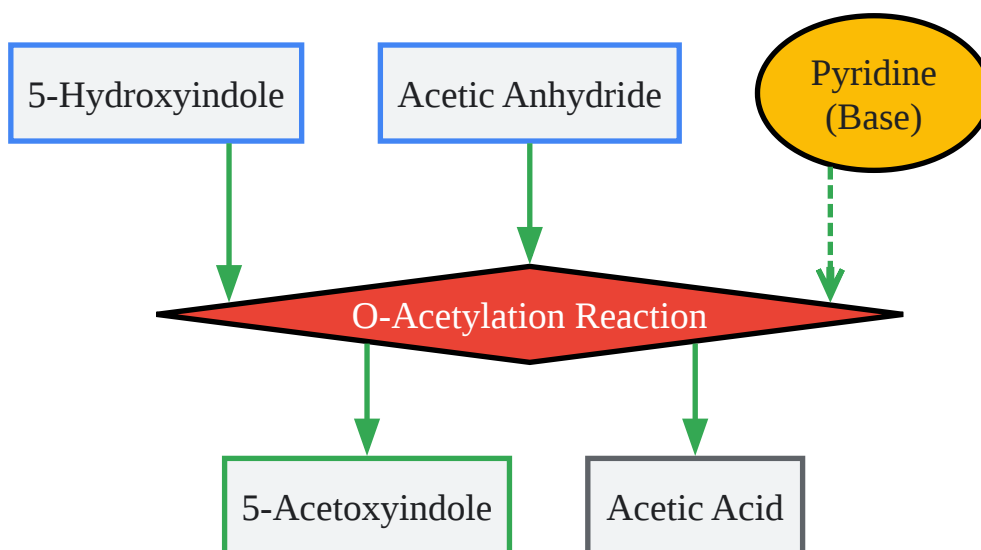 5-Hydroxyindole
Acetic Anhydride
Pyridine
(Base)
O-Acetylation Reaction
5-Acetoxyindole
Acetic Acid